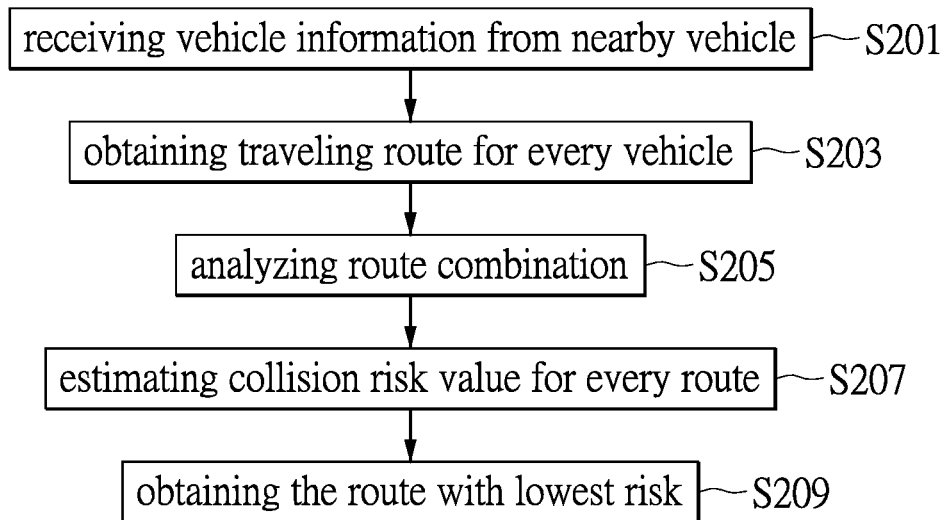 receiving vehicle information from nearby vehicle S201
obtaining traveling route for every vehicle S203
analyzing route combination S205
estimating collision risk value for every route S207
obtaining the route with lowest risk S209